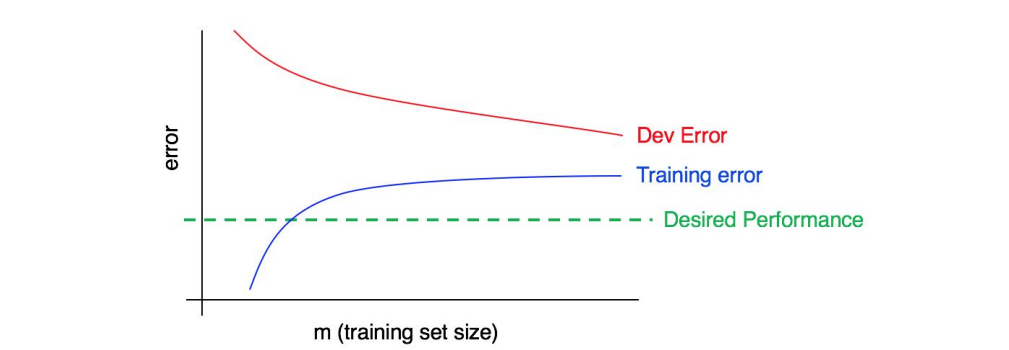 error
Dev Error
Training error
Desired Performance
m (training set size)